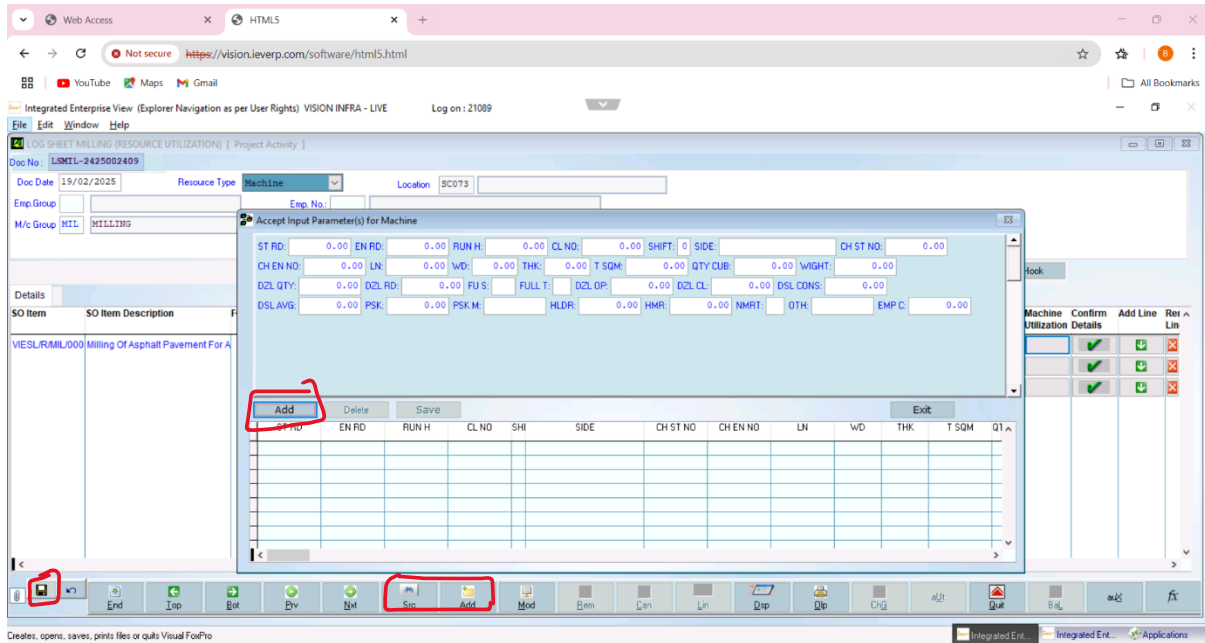 Web Access HTML5
Not secure https://vision.ieverp.com/software/html5.html B
YouTube Maps Gmail All Bookmarks
Integrated Enterprise View (Explorer Navigation as per User Rights) VISION INFRA - LIVE Log on : 21089
File Edit Window Help
LOG SHEET MILLING (RESOURCE UTILIZATION) [ Project Activity ]
Doc No : LSMIL-2425002409
Doc Date 19/02/2025 Resource Type Machine Location SC073
Emp.Group Emp. No.:
M/c Group MIL MILLING
Accept Input Parameter(s) for Machine
ST RD: 0.00 EN RD: 0.00 RUN H: 0.00 CL NO: 0.00 SHIFT: 0 SIDE: CH ST NO: 0.00
CH EN NO: 0.00 LN: 0.00 WD: 0.00 THK: 0.00 T SQM: 0.00 QTY CUB: 0.00 WIGHT: 0.00
DZL QTY: 0.00 DZL RD: 0.00 FU S: FULL T: DZL OP: 0.00 DZL CL: 0.00 DSL CONS: 0.00
DSL AVG: 0.00 PSK: 0.00 PSK M: HLDR: 0.00 HMR: 0.00 NMRT: OTH: EMP C: 0.00
Hook
Details
SO Item SO Item Description F Machine Utilization Confirm Details Add Line Rei Lin
VIESL/R/MIL/000 Milling Of Asphalt Pavement For A
Add Delete Save Exit
ST RD EN RD RUN H CL NO SHI SIDE CH ST NO CH EN NO LN WD THK T SQM QT
End Top Bot Prv Nxt Src Add Mod Rem Can Lin Dsp Olp ChG aUt Quit BaL auX fx
Creates, opens, saves, prints files or quits Visual FoxPro Integrated Ent... Integrated Ent... Applications